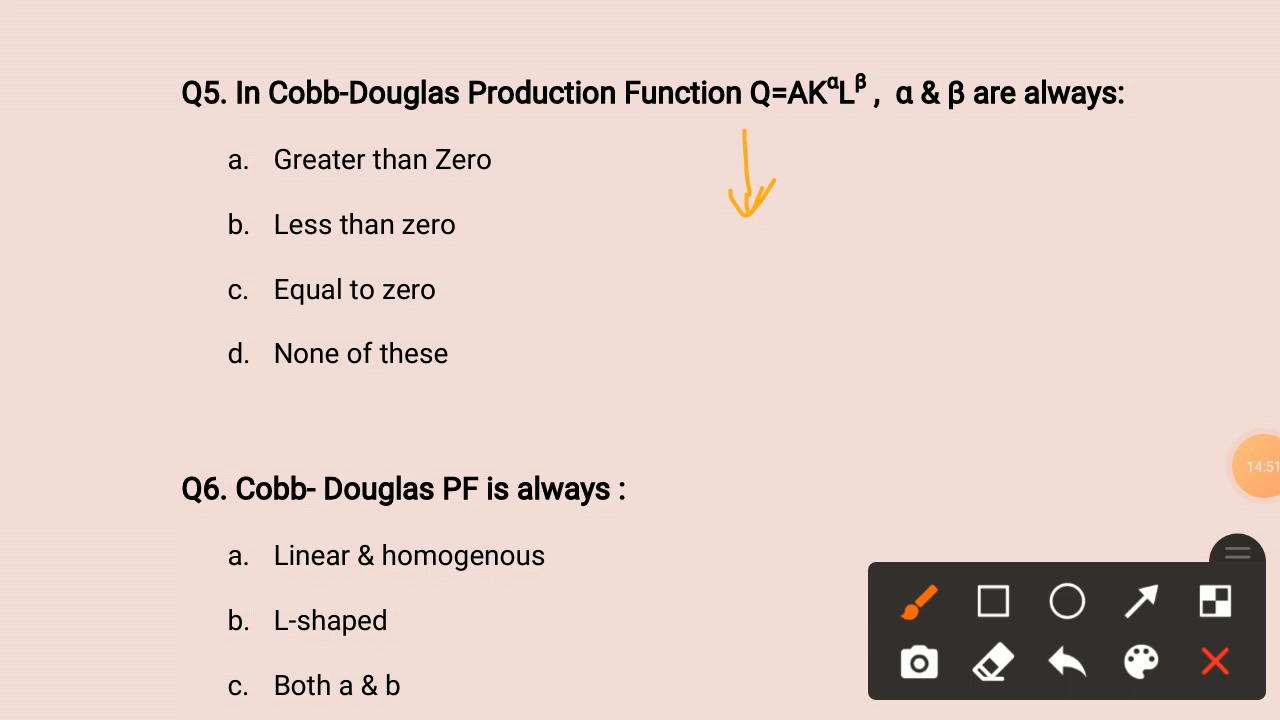 Q5. In Cobb-Douglas Production Function Q=AKᅟᵅLᵝ , α & β are always:
a. Greater than Zero
b. Less than zero
c. Equal to zero
d. None of these
Q6. Cobb- Douglas PF is always :
a. Linear & homogenous
b. L-shaped
c. Both a & b
14:51